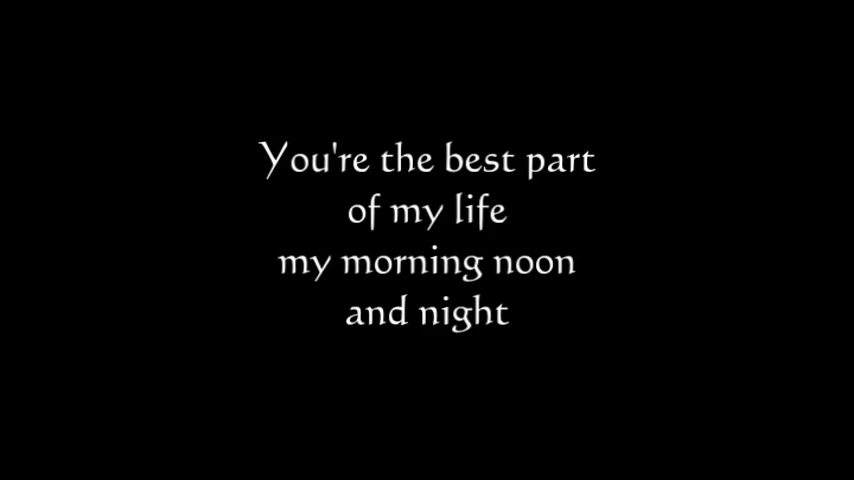 You're the best part
of my life
my morning noon
and night